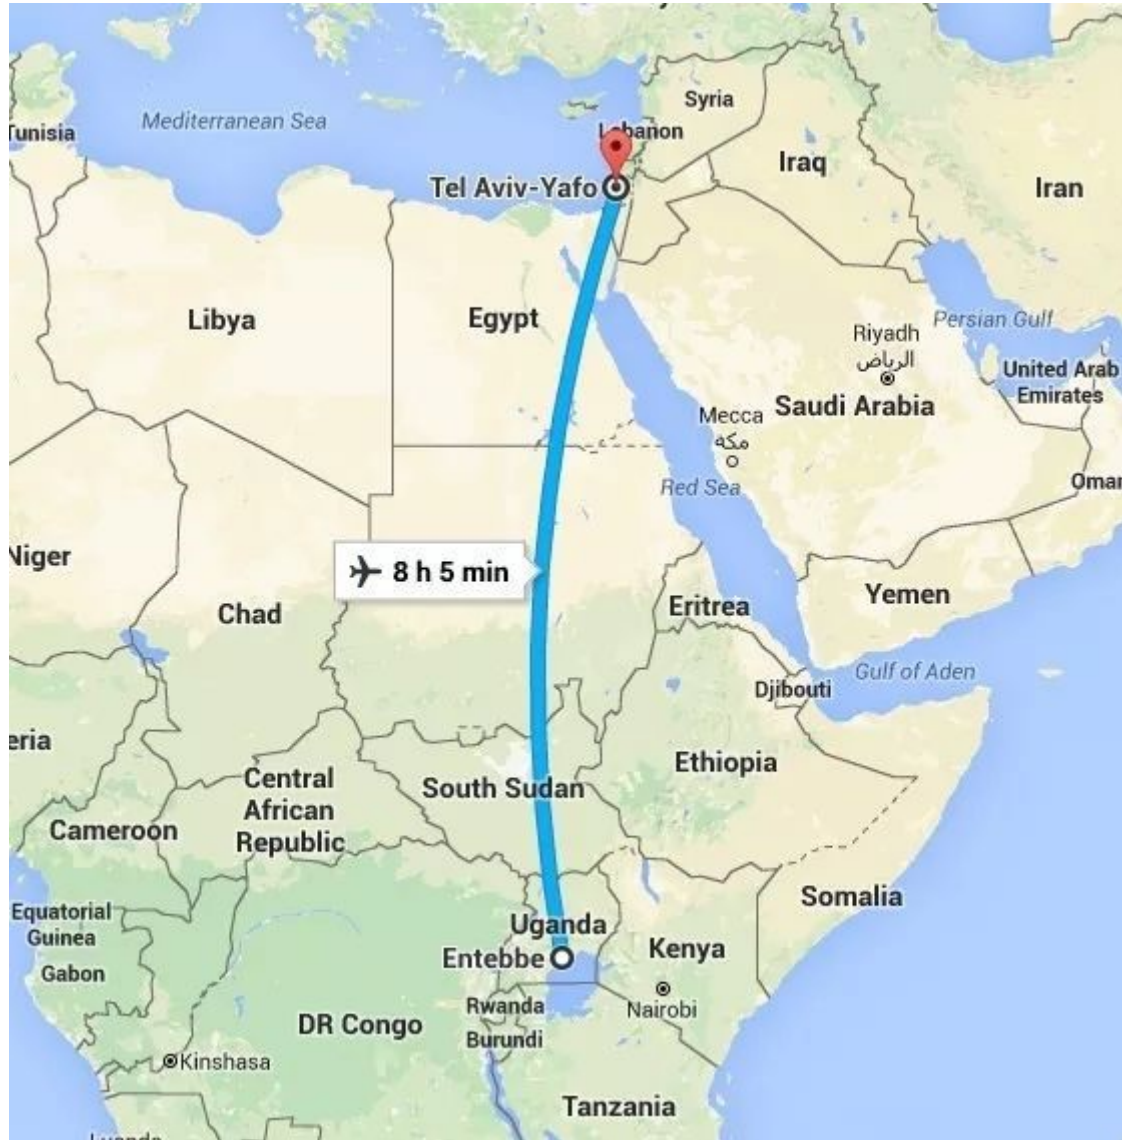 Syria
Mediterranean Sea
Lebanon
Tunisia
Iraq
Tel Aviv-Yafo
Iran
Libya
Egypt
Persian Gulf
Riyadh
الرياض
United Arab
Emirates
Saudi Arabia
Mecca
مكة
Red Sea
Oman
Niger
8 h 5 min
Yemen
Eritrea
Chad
Gulf of Aden
Djibouti
eria
Ethiopia
Central
African
Republic
South Sudan
Cameroon
Somalia
Equatorial
Guinea
Uganda
Kenya
Entebbe
Gabon
Rwanda
Nairobi
DR Congo
Burundi
Kinshasa
Tanzania